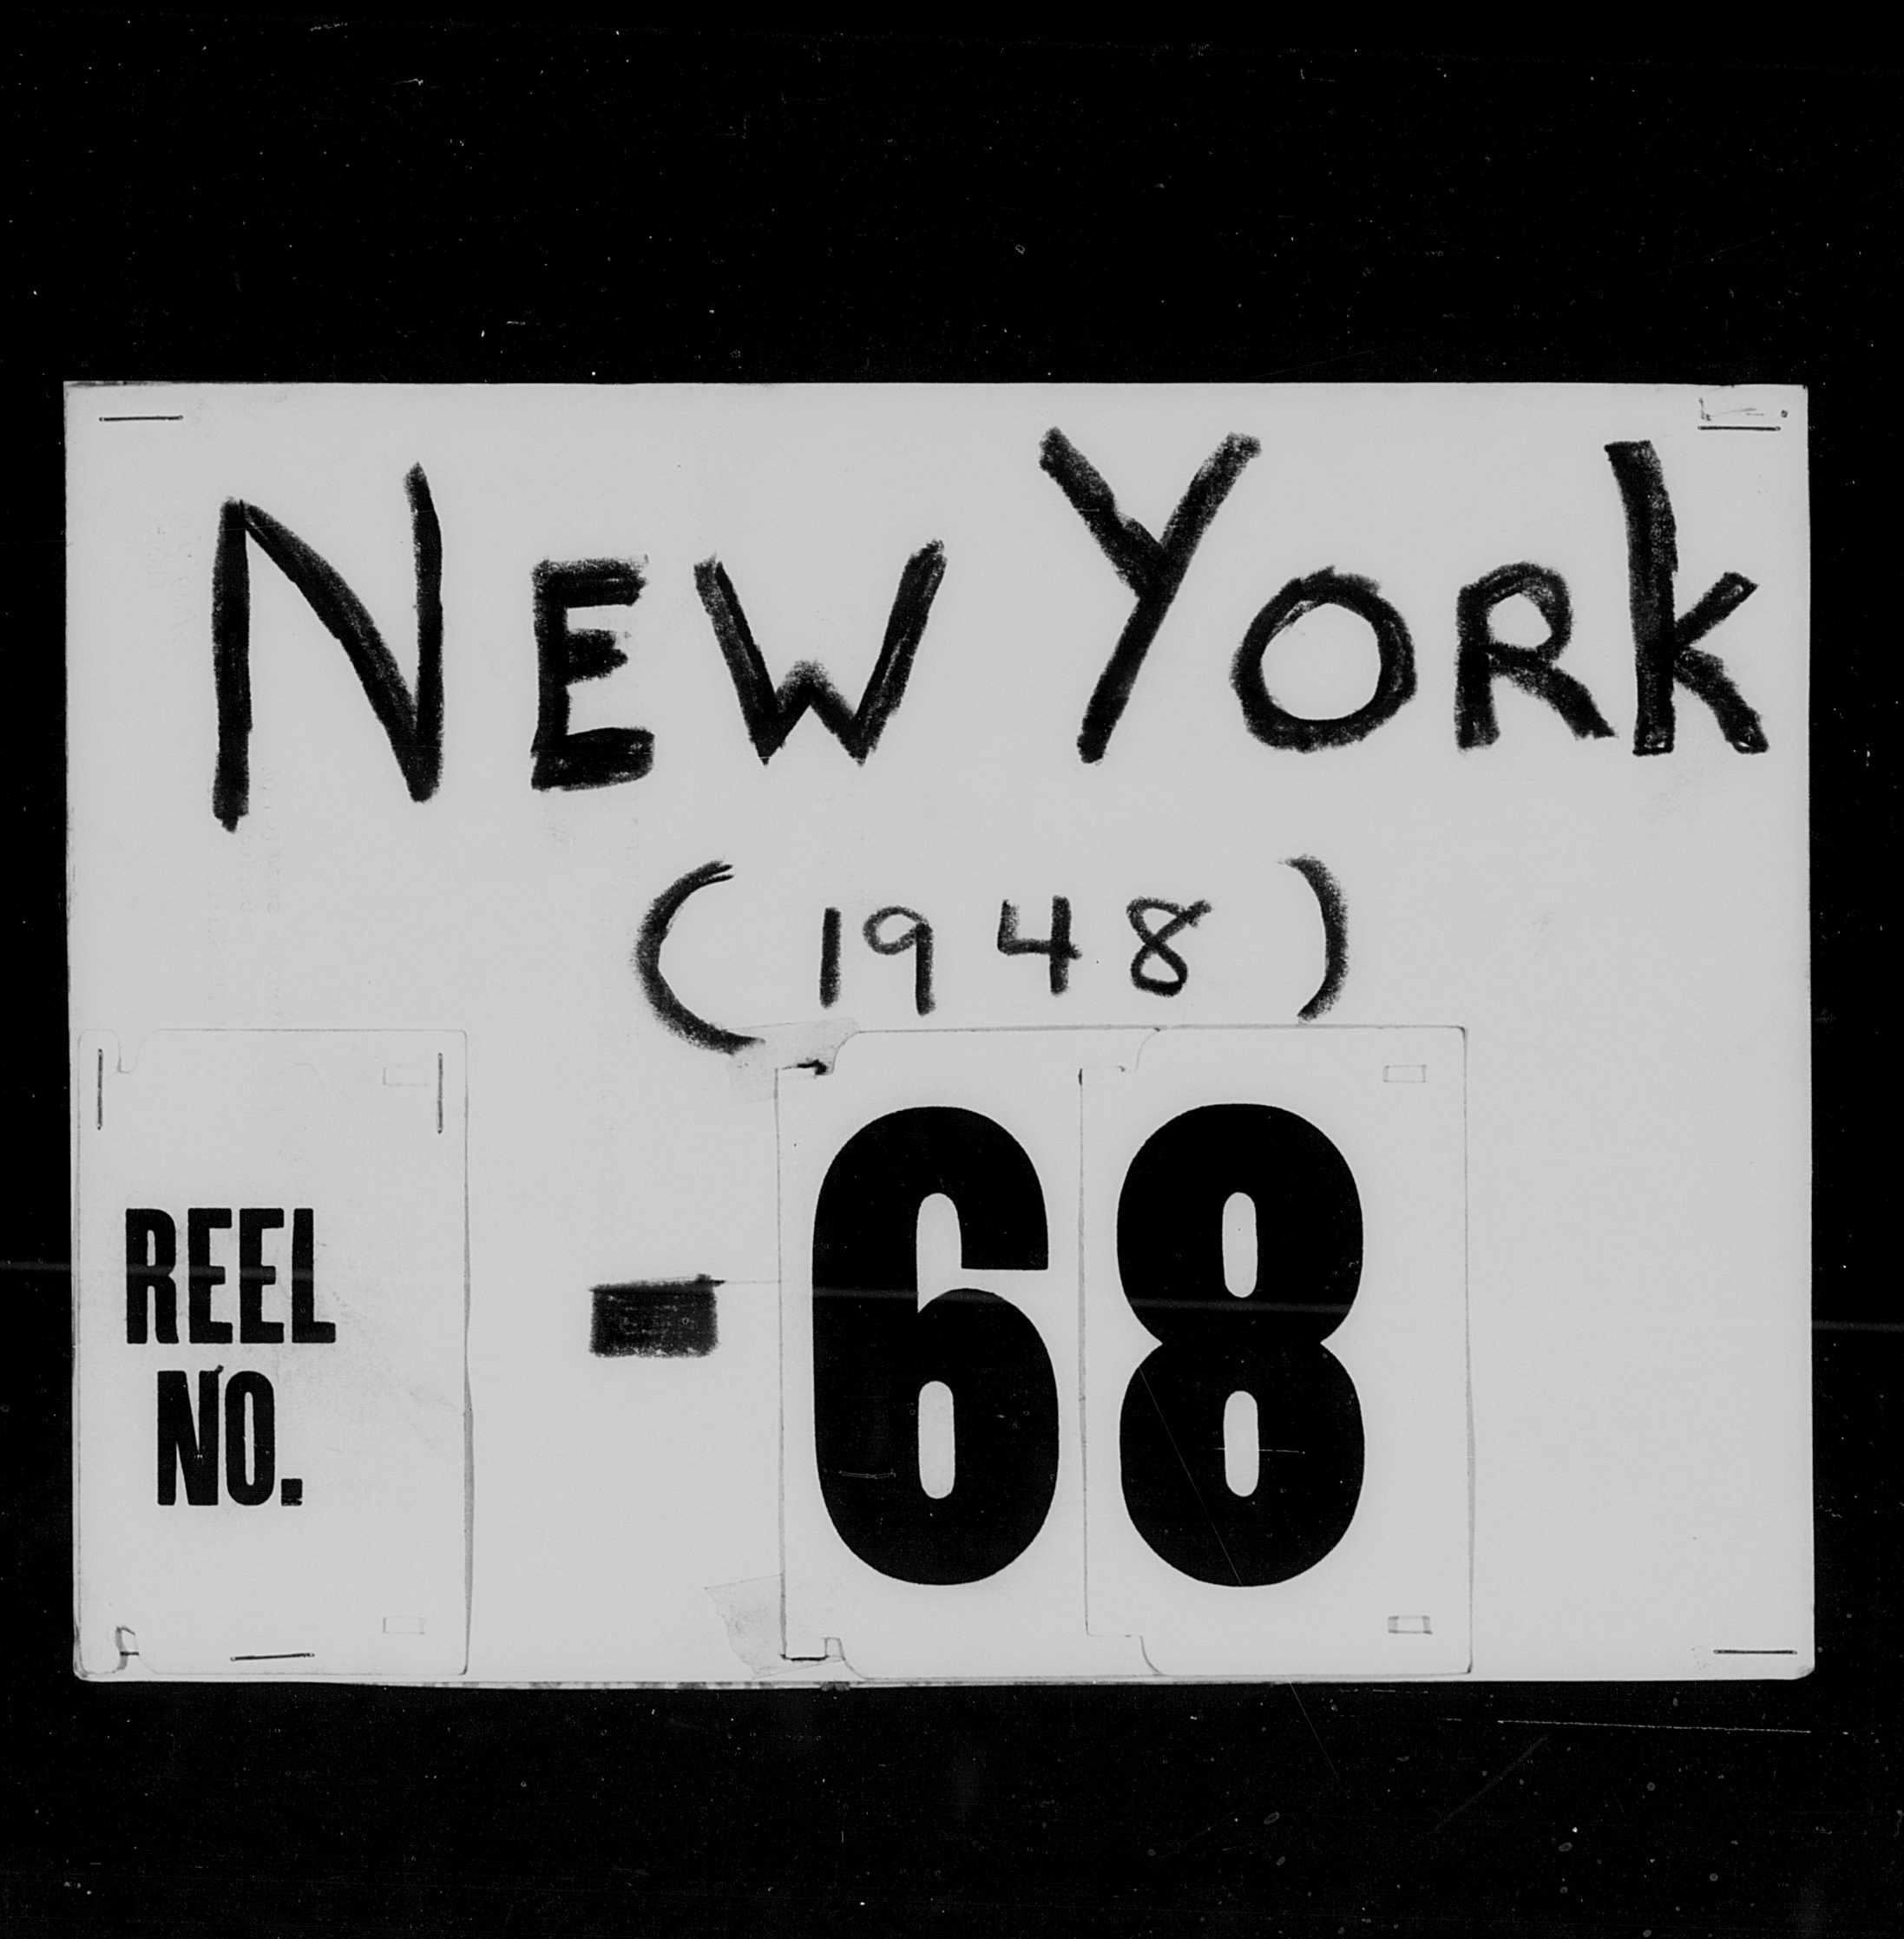 NEW YORK
(1948)
REEL NO. - 68